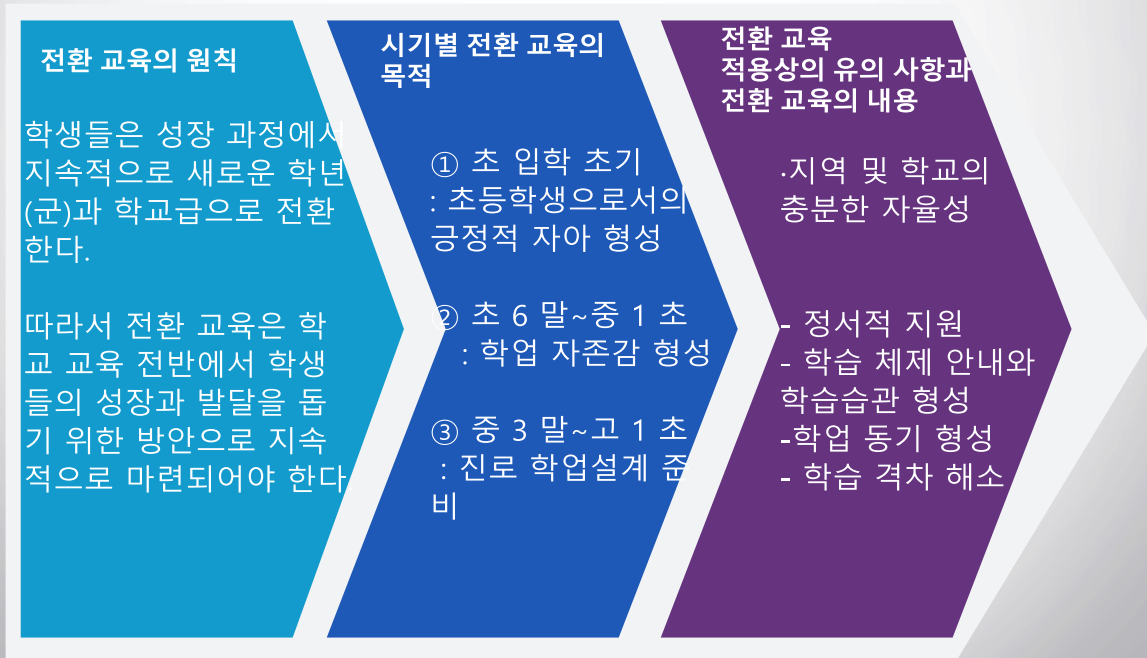 전환 교육의 원칙
학생들은 성장 과정에서
지속적으로 새로운 학년
(군)과 학교급으로 전환
한다.
따라서 전환 교육은 학
교 교육 전반에서 학생
들의 성장과 발달을 돕
기 위한 방안으로 지속
적으로 마련되어야 한다.
시기별 전환 교육의
목적
① 초 입학 초기
: 초등학생으로서의
긍정적 자아 형성
② 초 6 말~중 1 초
: 학업 자존감 형성
③ 중 3 말~고 1 초
: 진로 학업설계 준
비
전환 교육
적용상의 유의 사항과
전환 교육의 내용
·지역 및 학교의
충분한 자율성
- 정서적 지원
- 학습 체제 안내와
학습습관 형성
-학업 동기 형성
- 학습 격차 해소